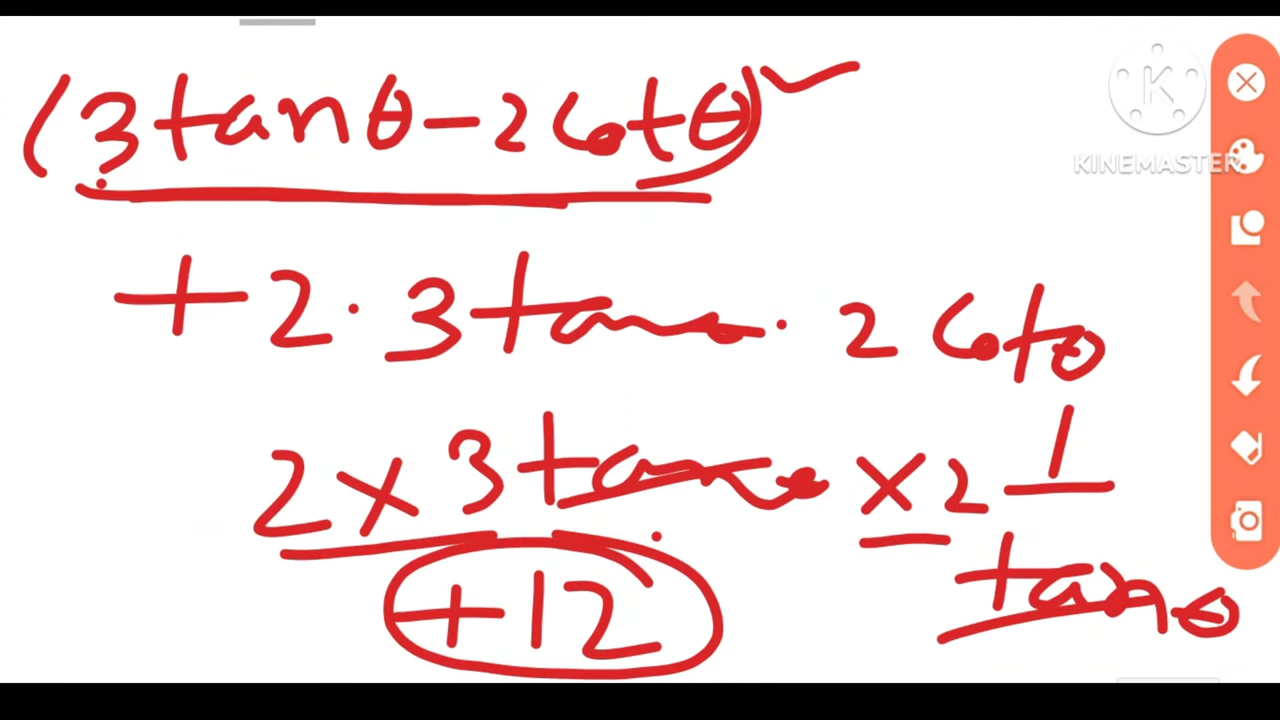 (3tanθ-2Cotθ)²
KINEMASTER
+2·3tanθ·2Cotθ
2×3tanθ×2 1/tanθ
+12